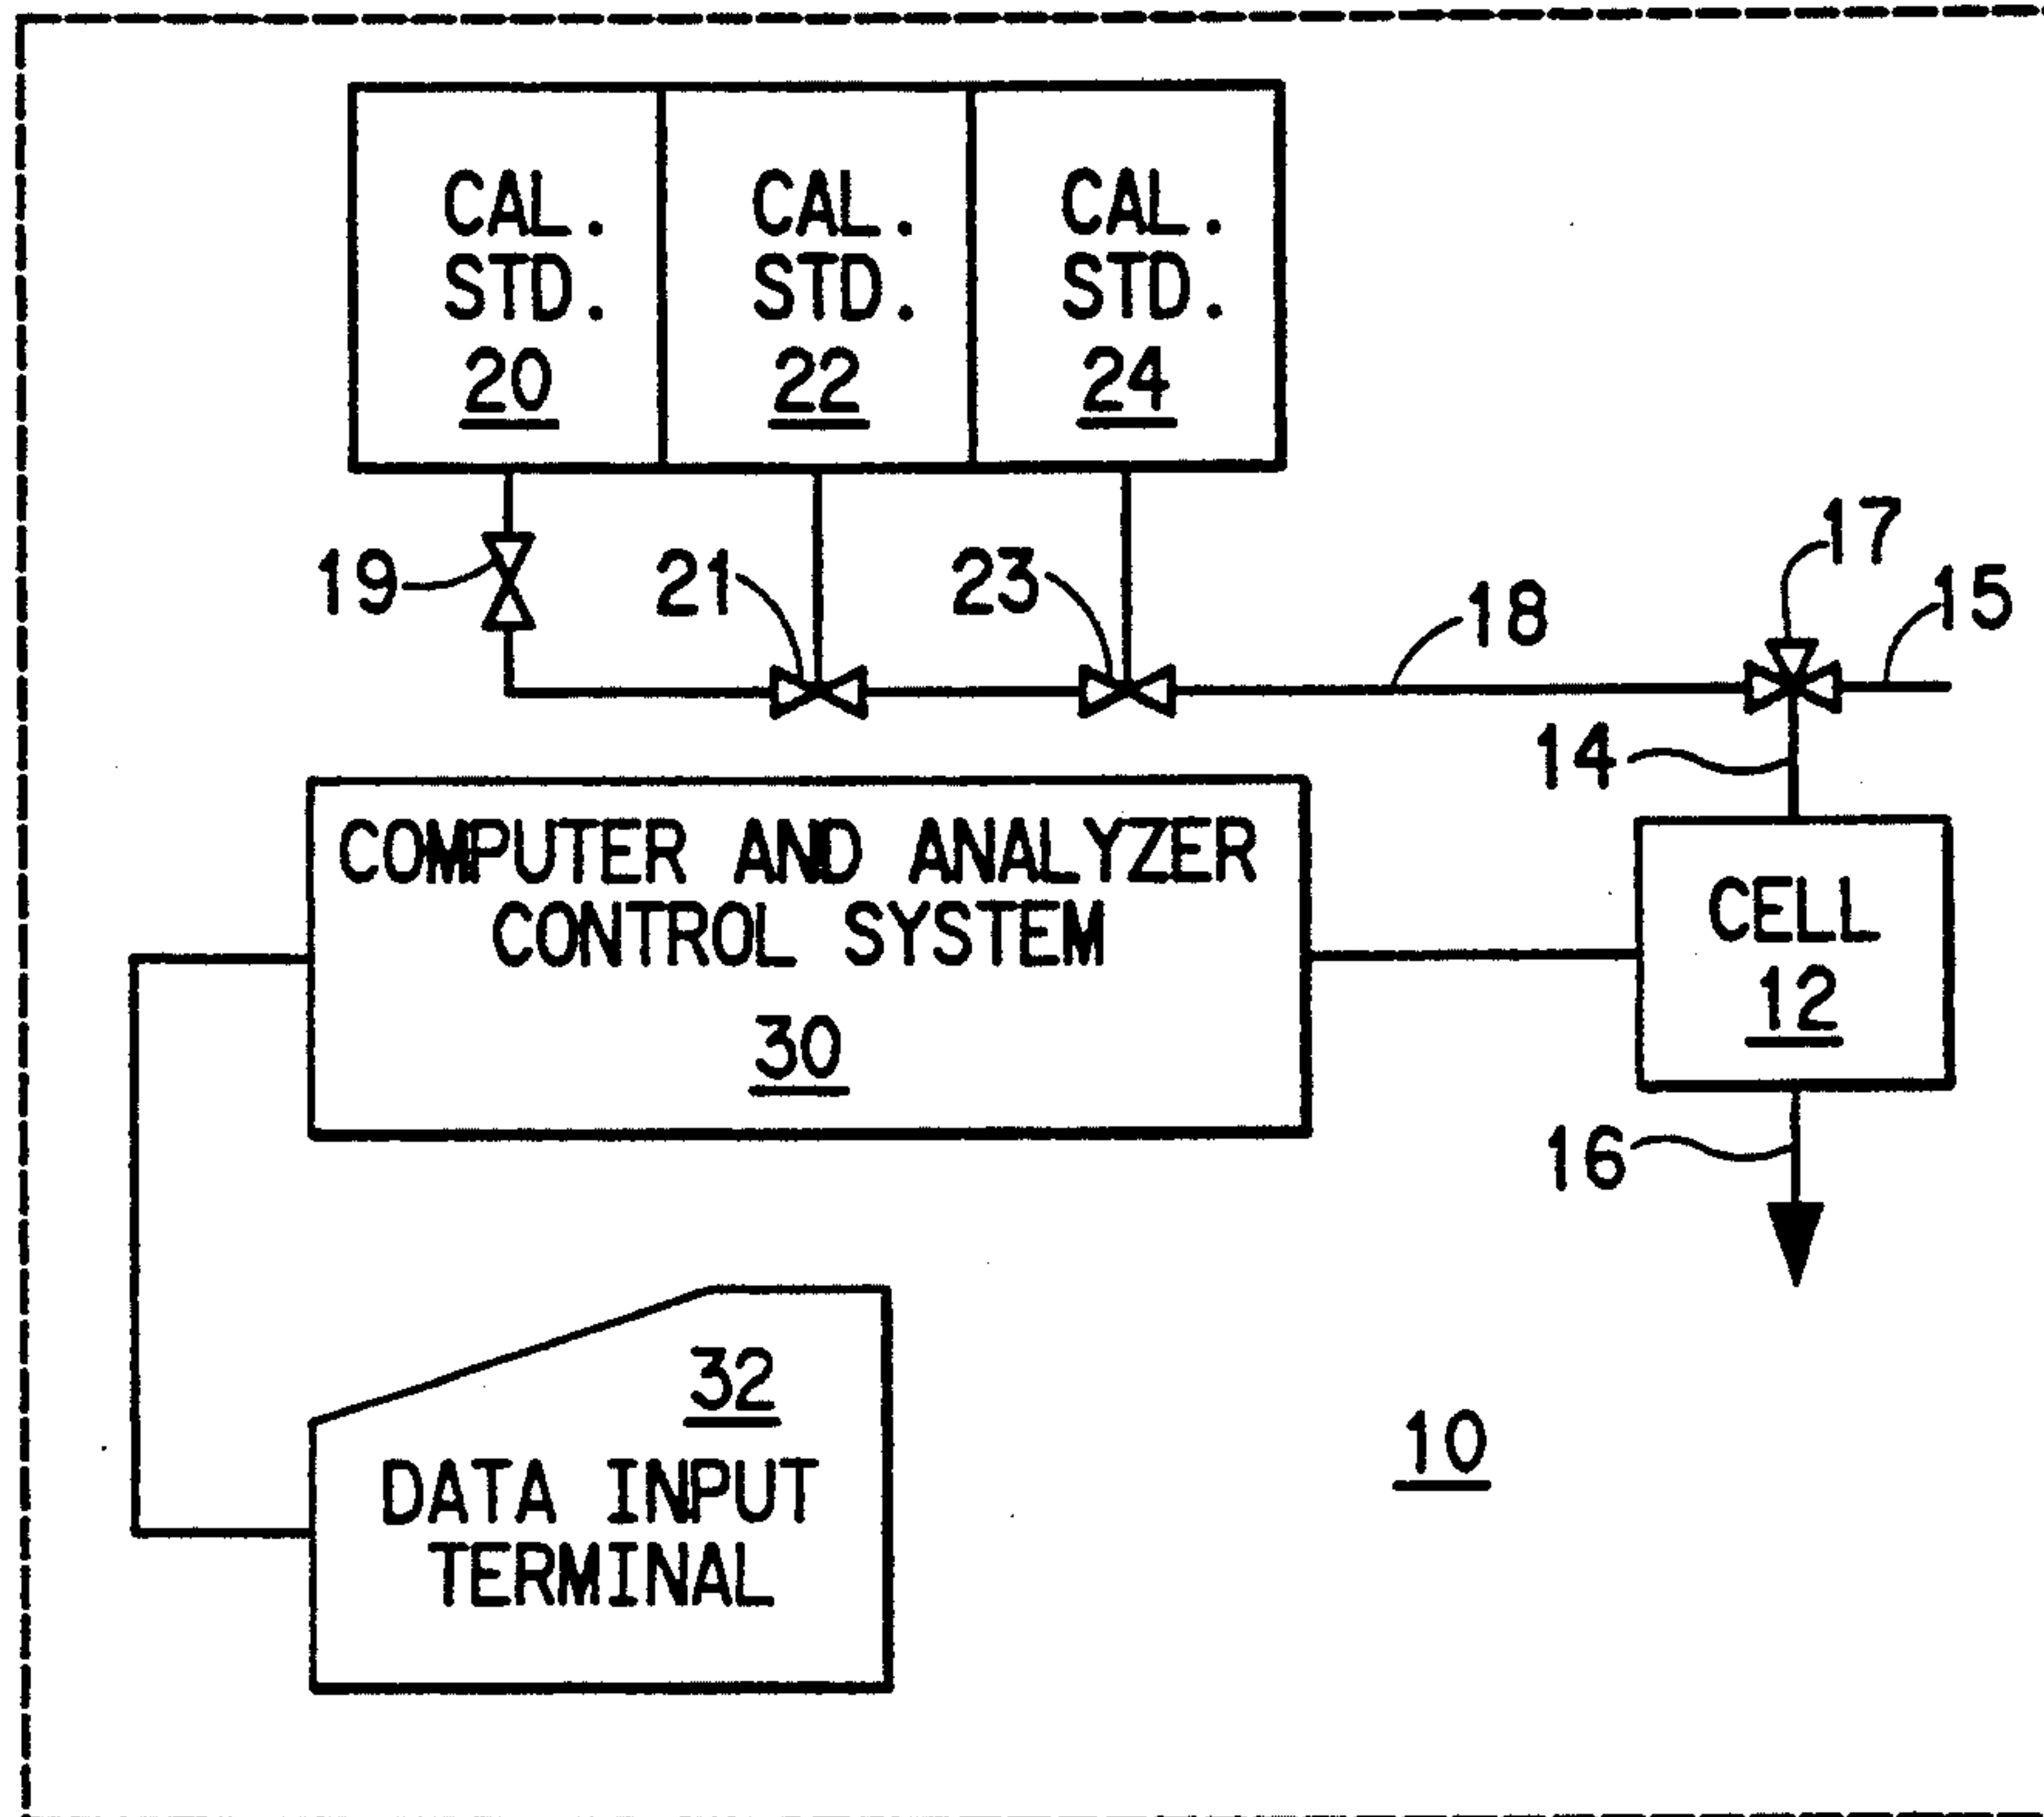 CAL. CAL. CAL.
STD. STD. STD.
20 22 24
17
19 21 23 18 15
14
COMPUTER AND ANALYZER
CONTROL SYSTEM
30
CELL
12
16
32
DATA INPUT
TERMINAL
10